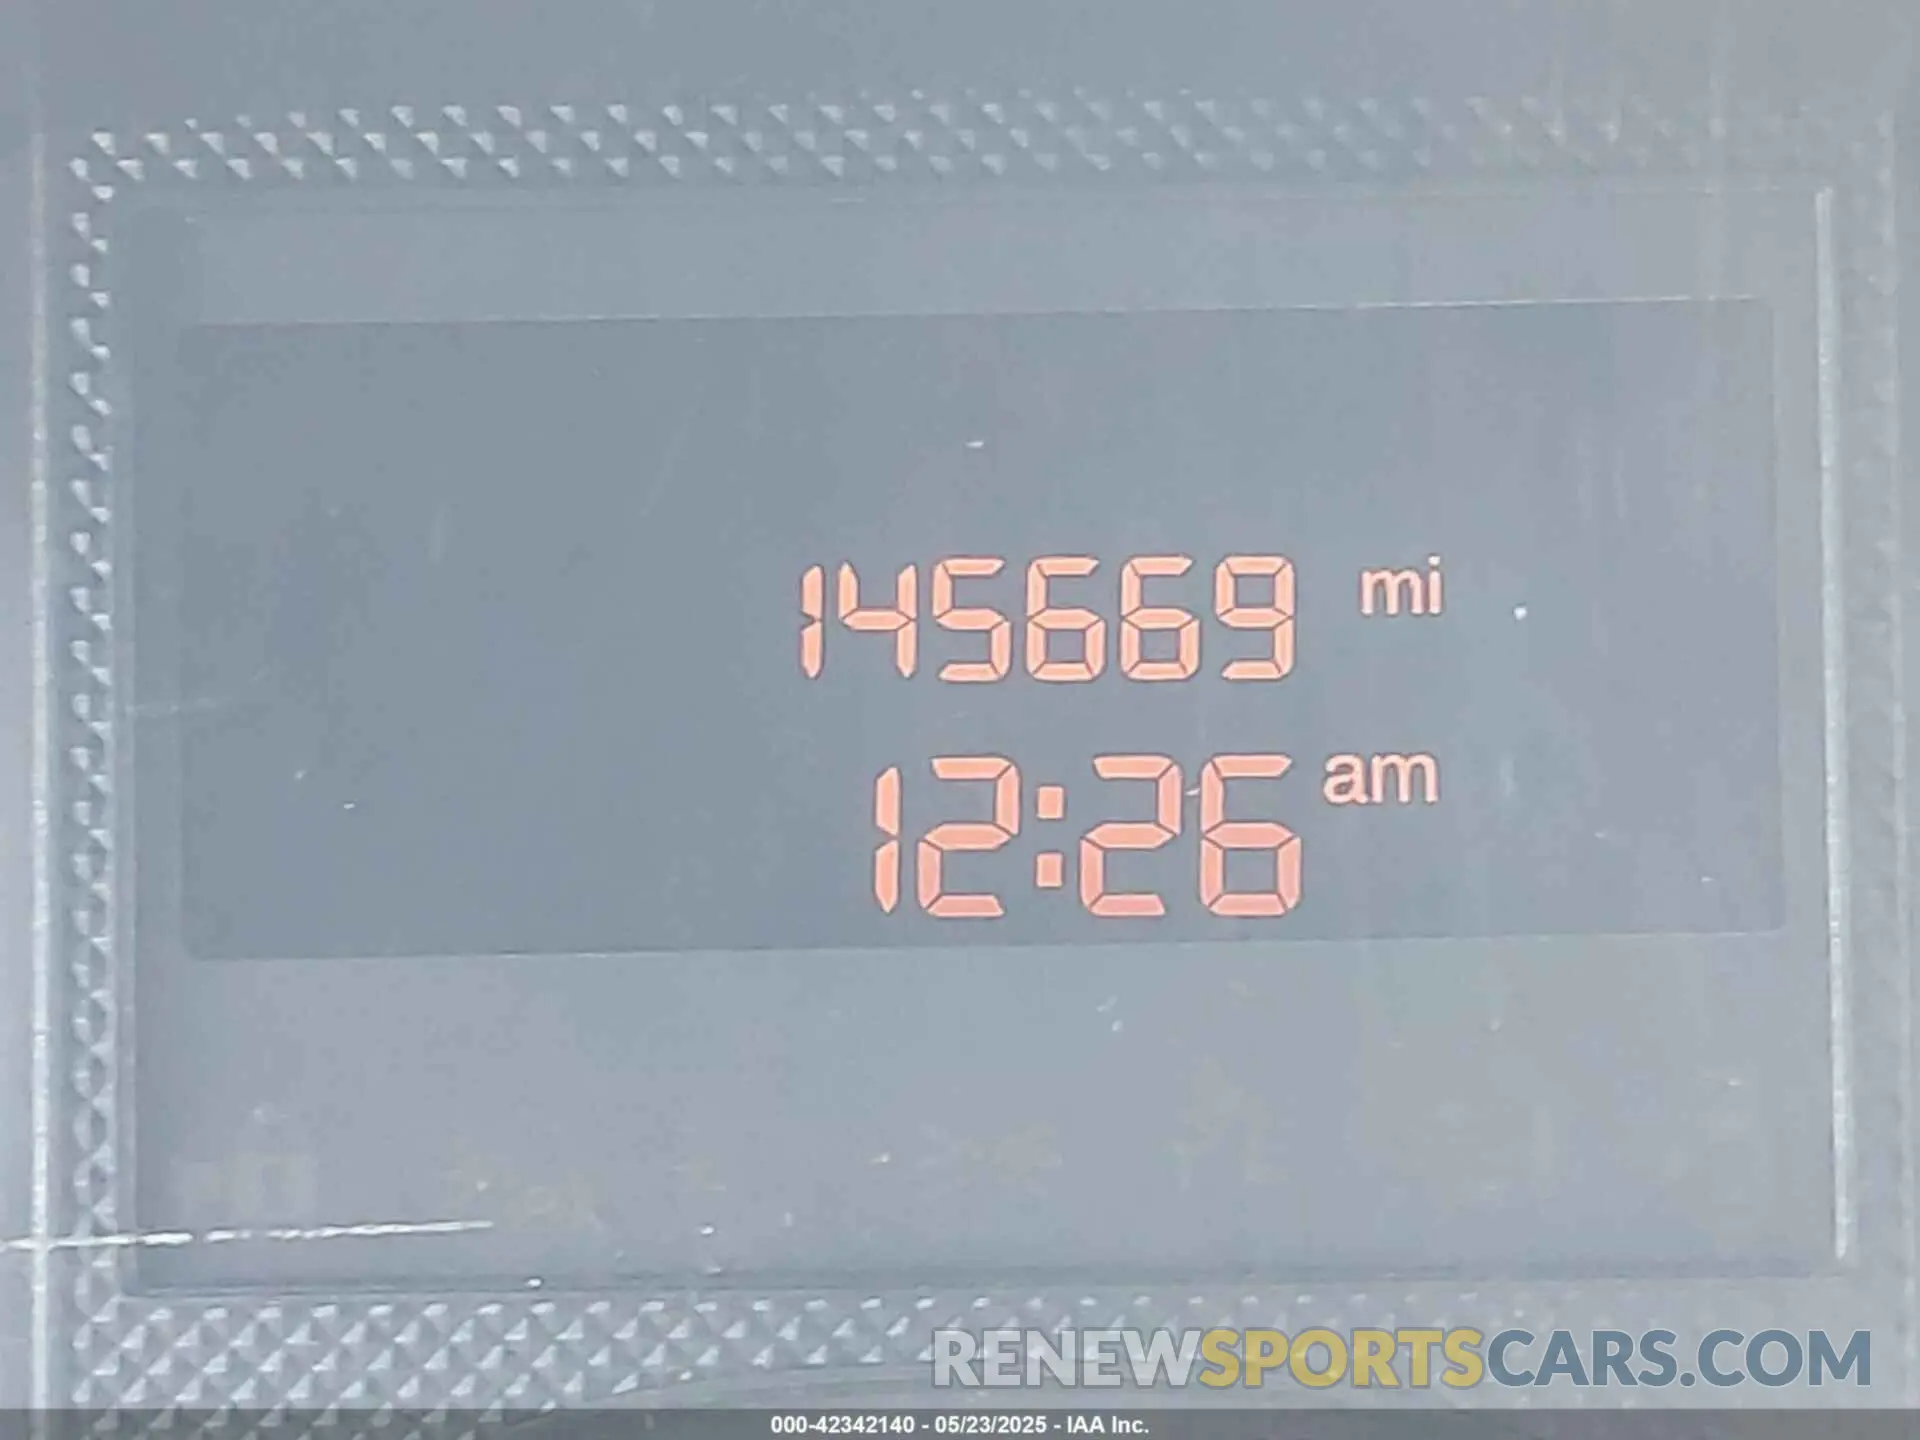 145669 mi
12:26 am
RENEWSPORTSCARS.COM
000-42342140 - 05/23/2025 - IAA Inc.